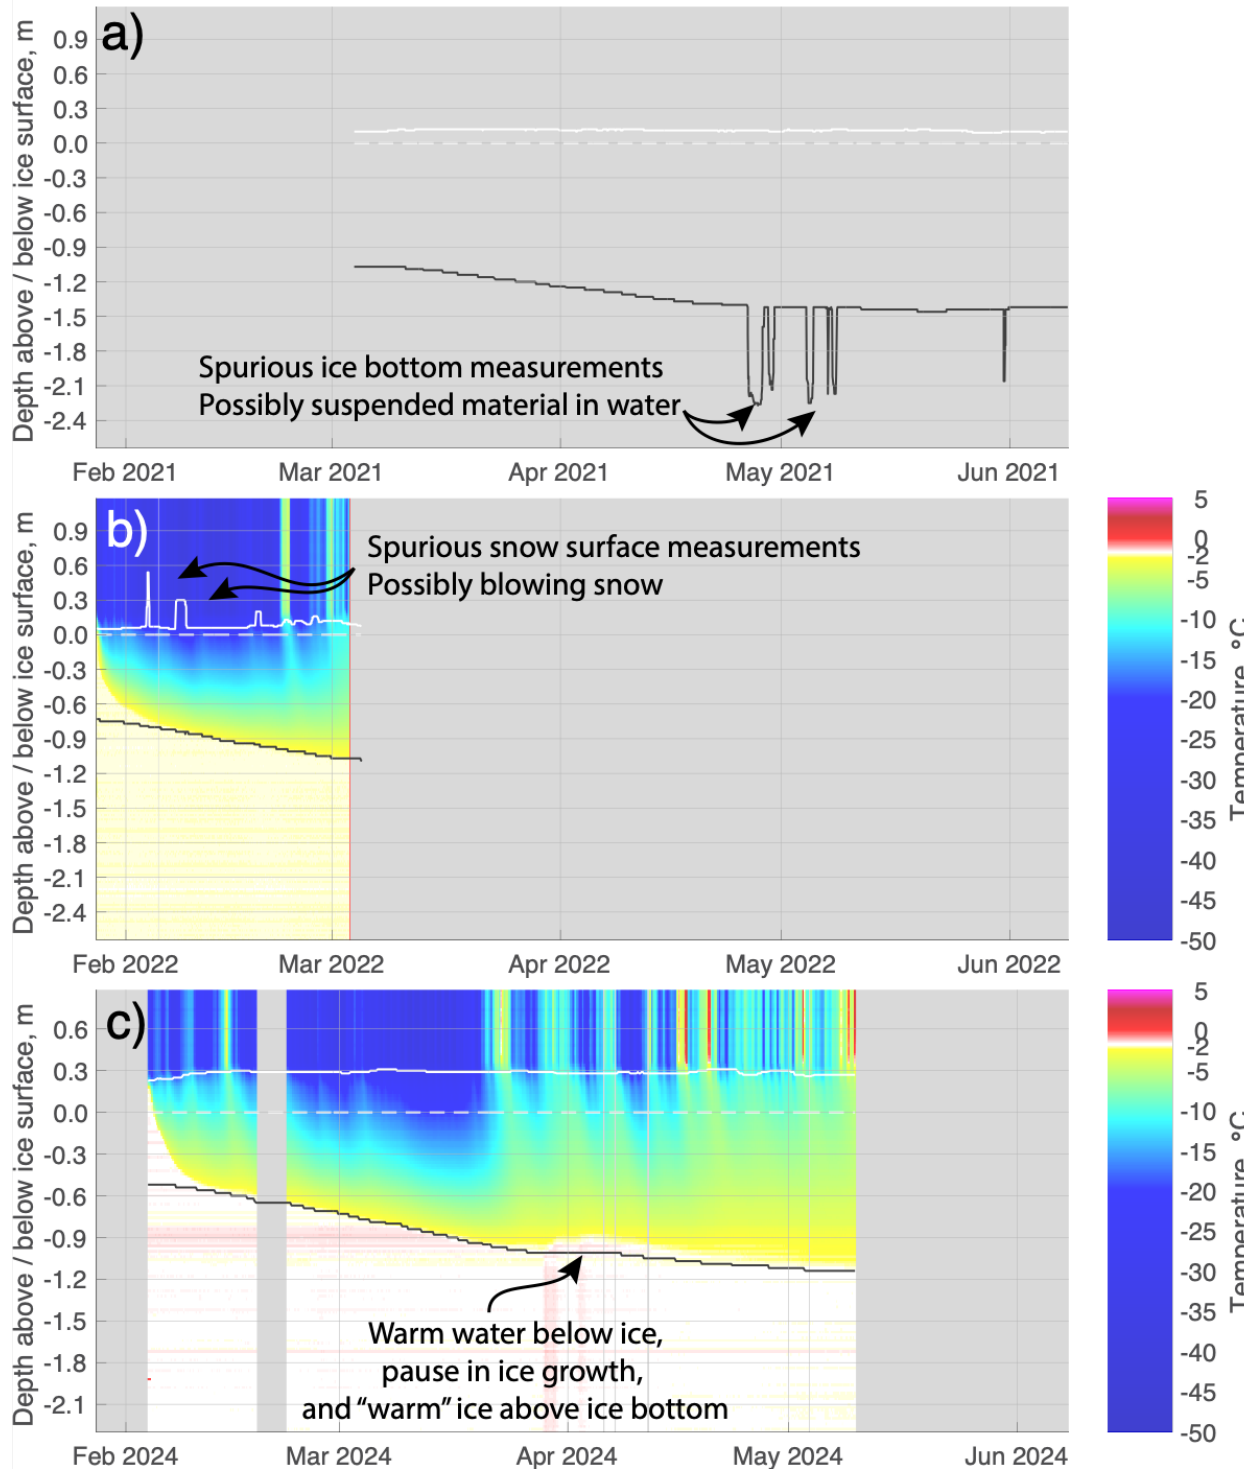 a)
Depth above / below ice surface, m
0.9
0.6
0.3
0.0
-0.3
-0.6
-0.9
-1.2
-1.5
-1.8
-2.1
-2.4
Spurious ice bottom measurements
Possibly suspended material in water
Feb 2021
Mar 2021
Apr 2021
May 2021
Jun 2021
b)
Depth above / below ice surface, m
0.9
0.6
0.3
0.0
-0.3
-0.6
-0.9
-1.2
-1.5
-1.8
-2.1
-2.4
Spurious snow surface measurements
Possibly blowing snow
Feb 2022
Mar 2022
Apr 2022
May 2022
Jun 2022
5
0
-2
-5
-10
-15
-20
-25
-30
-35
-40
-45
-50
Temperature, °C
c)
Depth above / below ice surface, m
0.6
0.3
0.0
-0.3
-0.6
-0.9
-1.2
-1.5
-1.8
-2.1
Warm water below ice,
pause in ice growth,
and “warm” ice above ice bottom
Feb 2024
Mar 2024
Apr 2024
May 2024
Jun 2024
5
0
-2
-5
-10
-15
-20
-25
-30
-35
-40
-45
-50
Temperature, °C